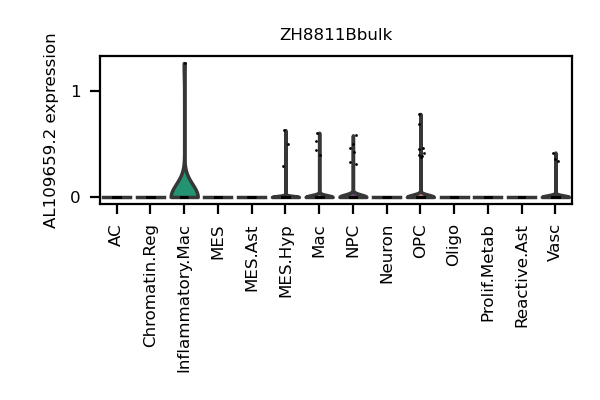 ZH8811Bbulk
AL109659.2 expression
1
0
AC
Chromatin.Reg
Inflammatory.Mac
MES
MES.Ast
MES.Hyp
Mac
NPC
Neuron
OPC
Oligo
Prolif.Metab
Reactive.Ast
Vasc